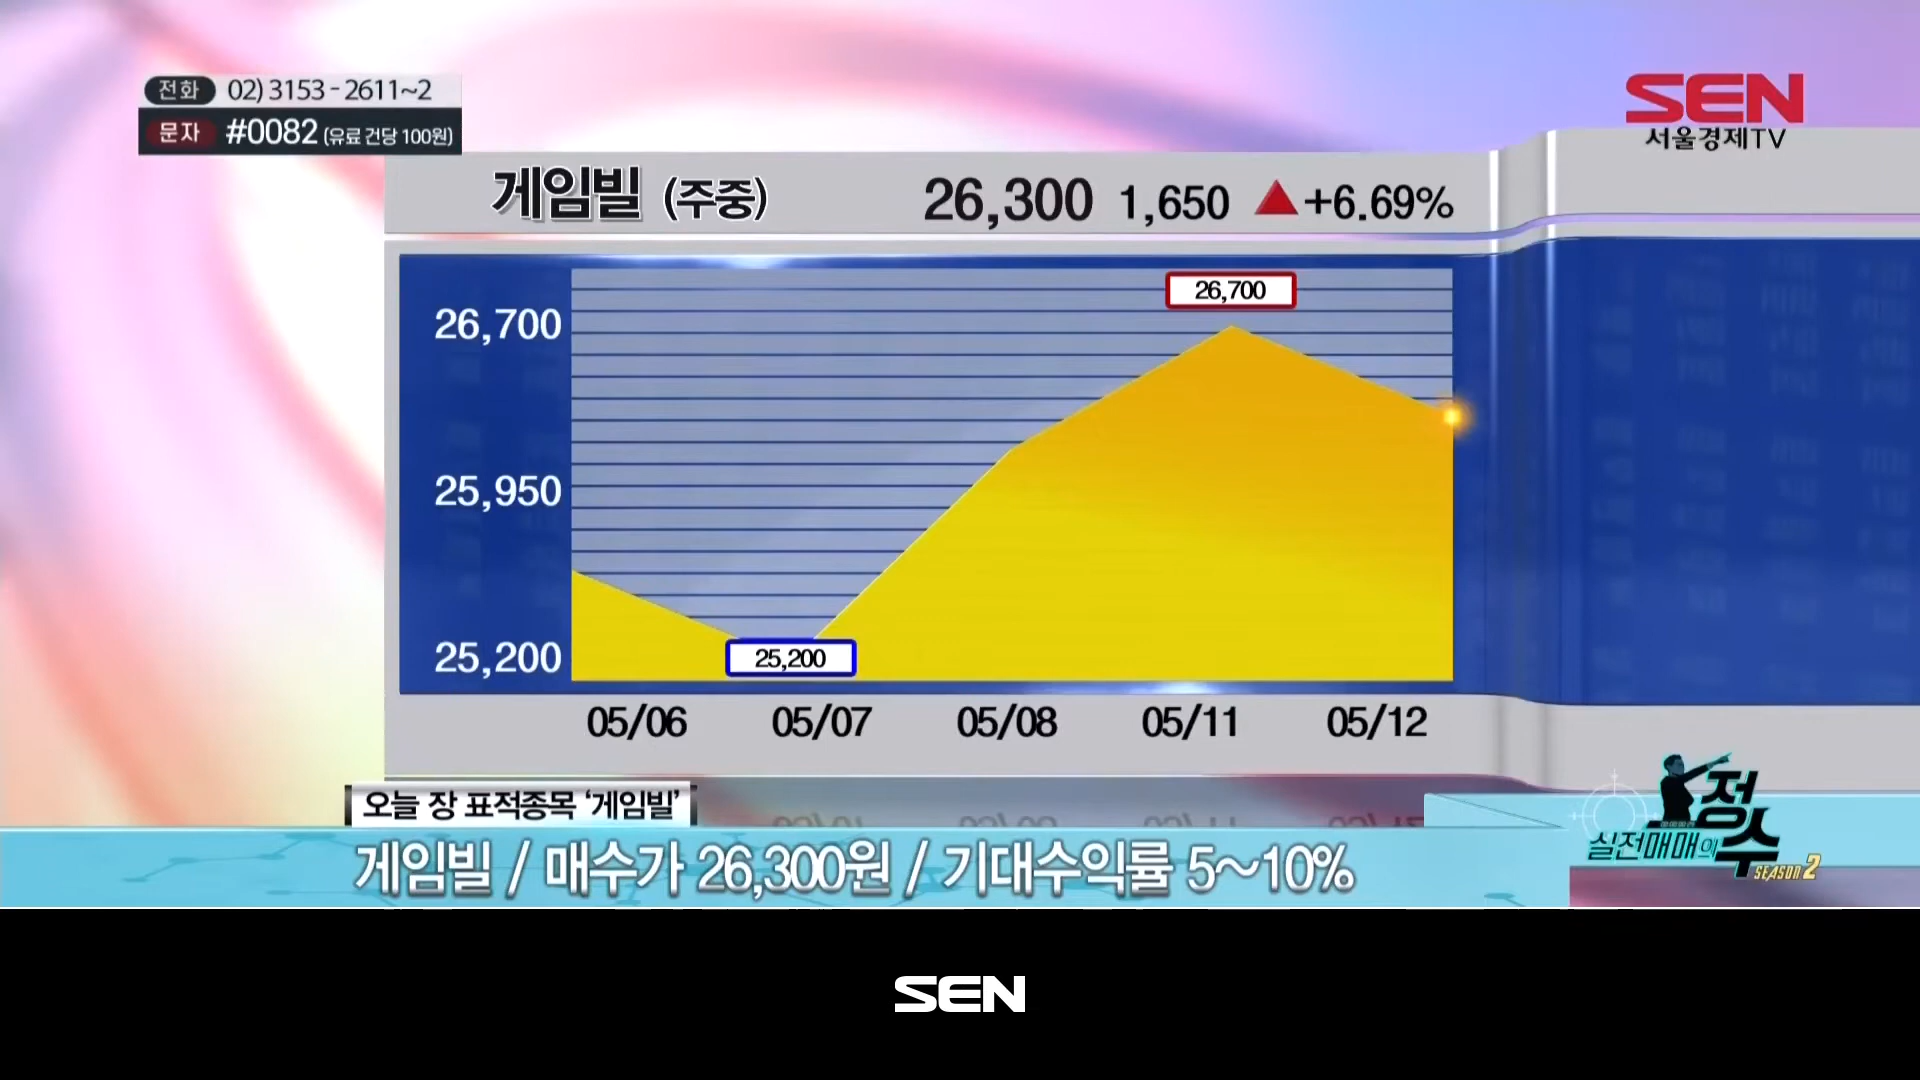 전화 02) 3153-2611~2
문자 #0082 (유료 건당 100원)
SEN
서울경제TV
게임빌 (주중) 26,300 1,650 ▲+6.69%
26,700
26,700
25,950
25,200
25,200
05/06 05/07 05/08 05/11 05/12
오늘 장 표적종목 '게임빌'
게임빌 / 매수가 26,300원 / 기대수익률 5~10%
실전매매의 정수
SEASON 2
SEN